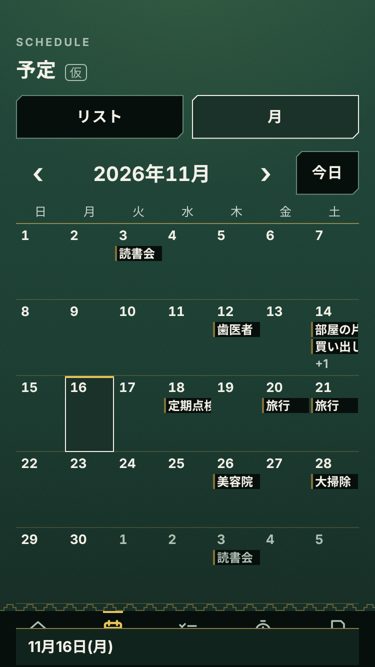 SCHEDULE
予定 仮
リスト 月
‹ 2026年11月 › 今日
日 月 火 水 木 金 土
1 2 3 4 5 6 7
読書会
8 9 10 11 12 13 14
歯医者 部屋の片
買い出し
+1
15 16 17 18 19 20 21
定期点検 旅行 旅行
22 23 24 25 26 27 28
美容院 大掃除
29 30 1 2 3 4 5
読書会
11月16日(月)